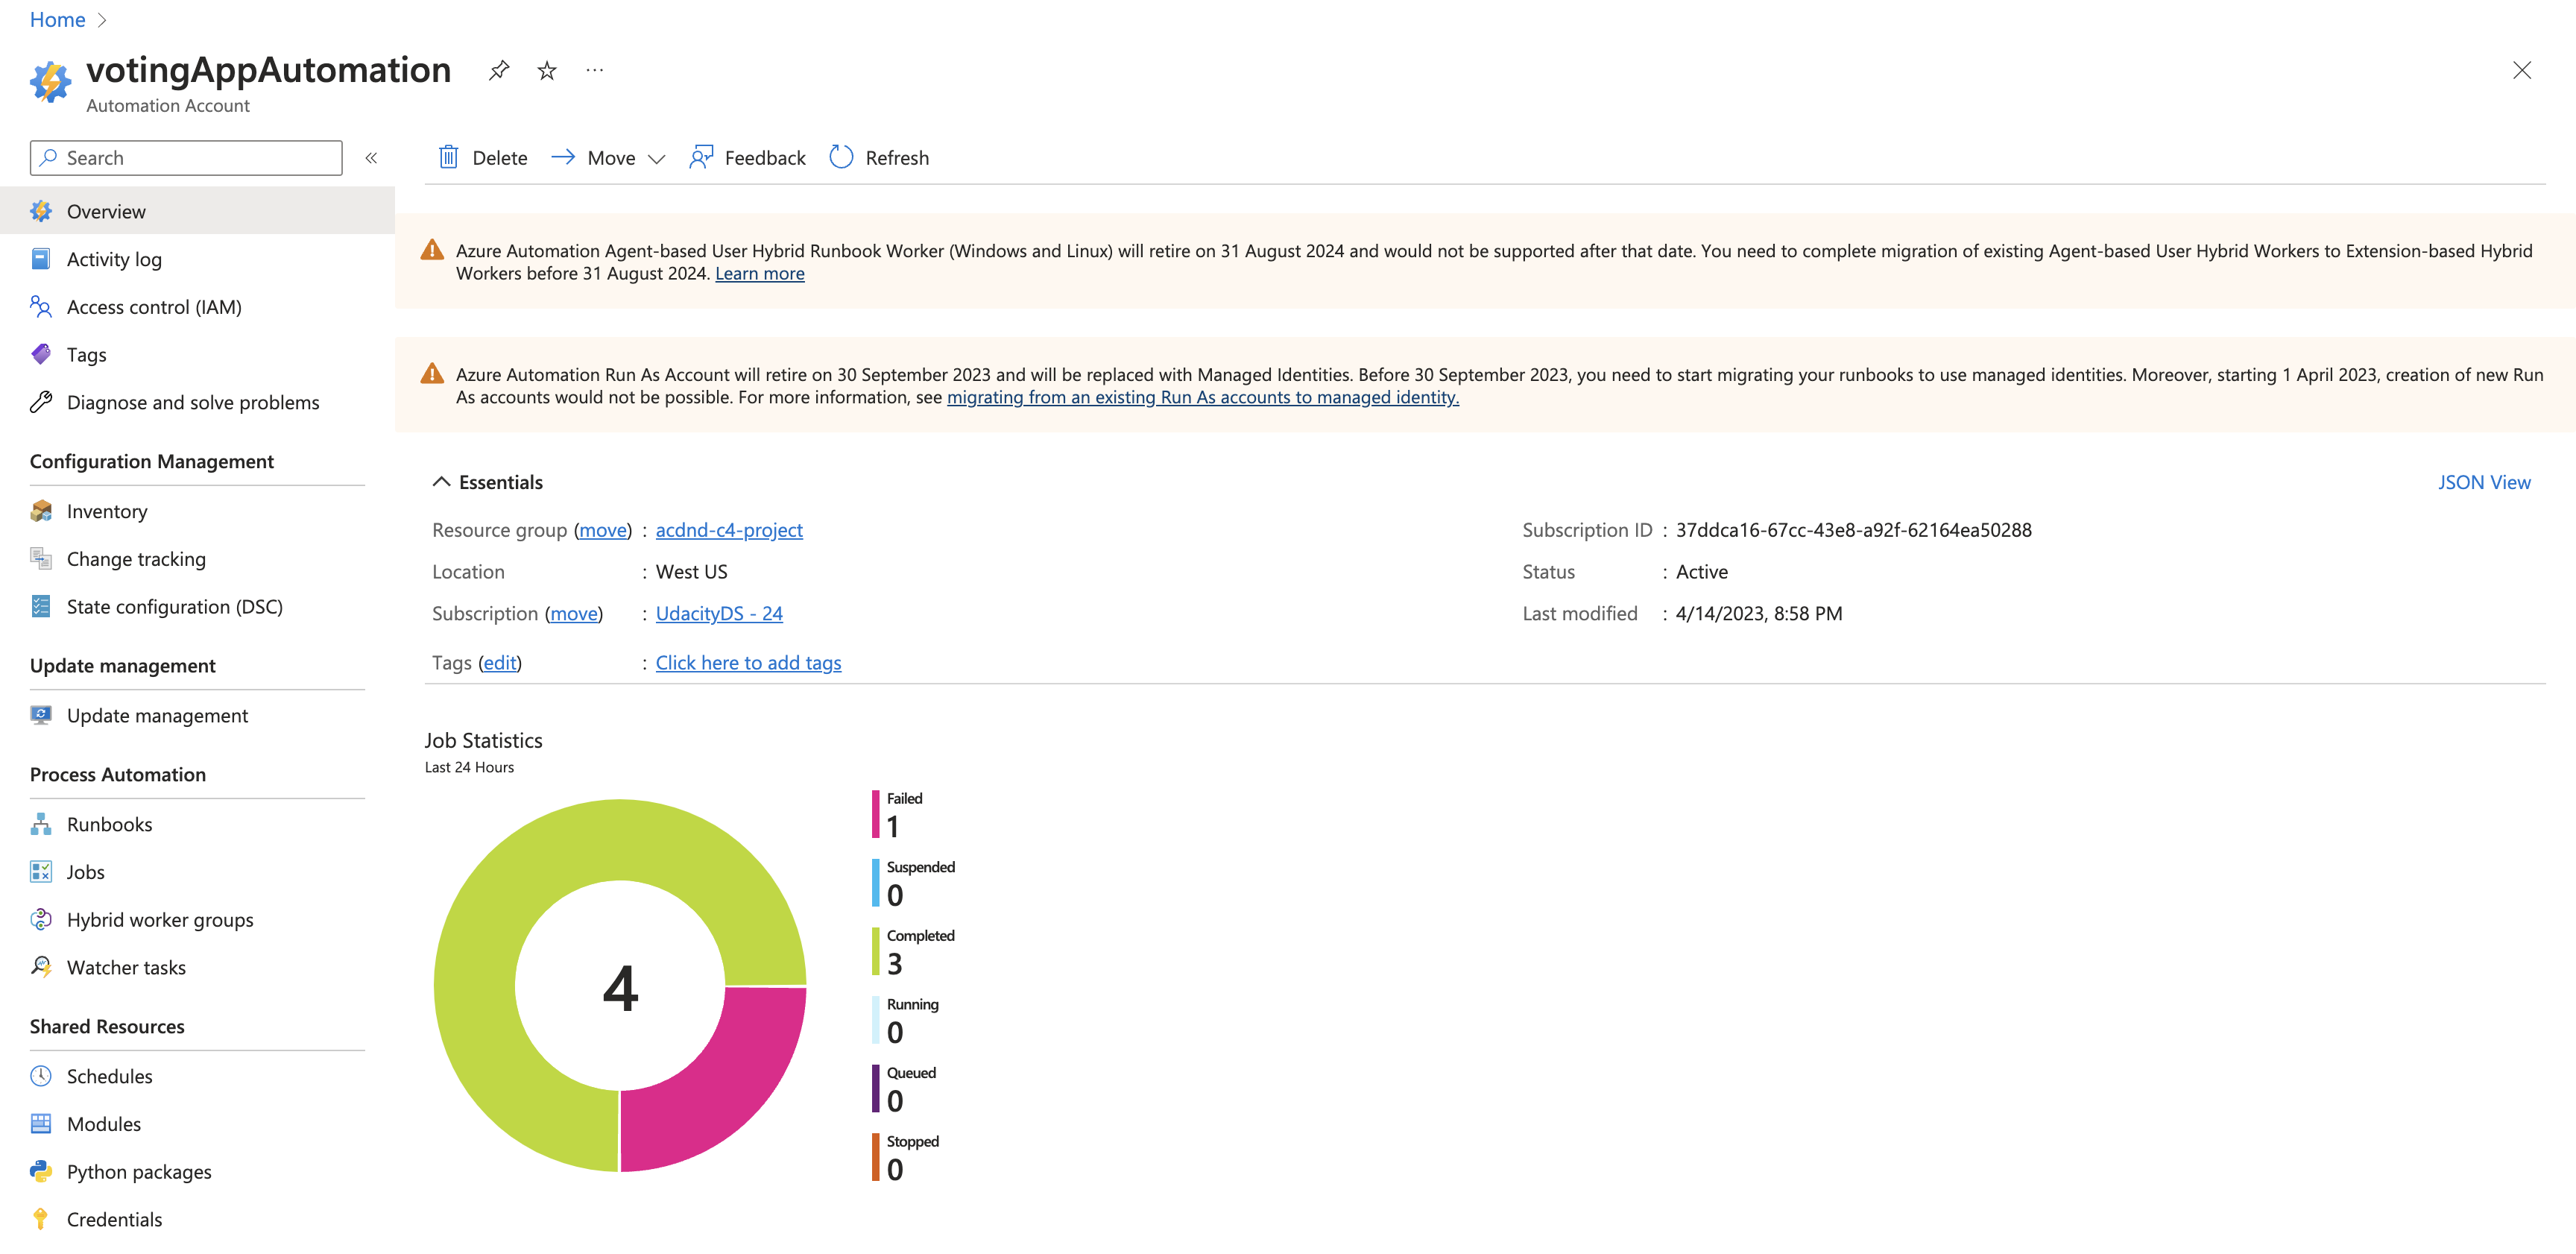 Home
votingAppAutomation
Automation Account
Search
Delete Move Feedback Refresh
Overview
Activity log
Access control (IAM)
Tags
Diagnose and solve problems
Configuration Management
Inventory
Change tracking
State configuration (DSC)
Update management
Update management
Process Automation
Runbooks
Jobs
Hybrid worker groups
Watcher tasks
Shared Resources
Schedules
Modules
Python packages
Credentials
Azure Automation Agent-based User Hybrid Runbook Worker (Windows and Linux) will retire on 31 August 2024 and would not be supported after that date. You need to complete migration of existing Agent-based User Hybrid Workers to Extension-based Hybrid
Workers before 31 August 2024. Learn more
Azure Automation Run As Account will retire on 30 September 2023 and will be replaced with Managed Identities. Before 30 September 2023, you need to start migrating your runbooks to use managed identities. Moreover, starting 1 April 2023, creation of new Run
As accounts would not be possible. For more information, see migrating from an existing Run As accounts to managed identity.
Essentials
JSON View
Resource group (move) : acdnd-c4-project
Location : West US
Subscription (move) : UdacityDS - 24
Tags (edit) : Click here to add tags
Subscription ID : 37ddca16-67cc-43e8-a92f-62164ea50288
Status : Active
Last modified : 4/14/2023, 8:58 PM
Job Statistics
Last 24 Hours
4
Failed
1
Suspended
0
Completed
3
Running
0
Queued
0
Stopped
0